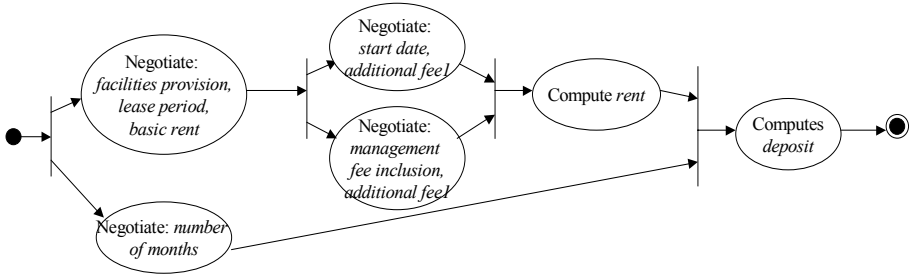 Negotiate:
facilities provision,
lease period,
basic rent
Negotiate:
start date,
additional fee1
Negotiate:
management
fee inclusion,
additional fee1
Compute rent
Computes
deposit
Negotiate: number
of months